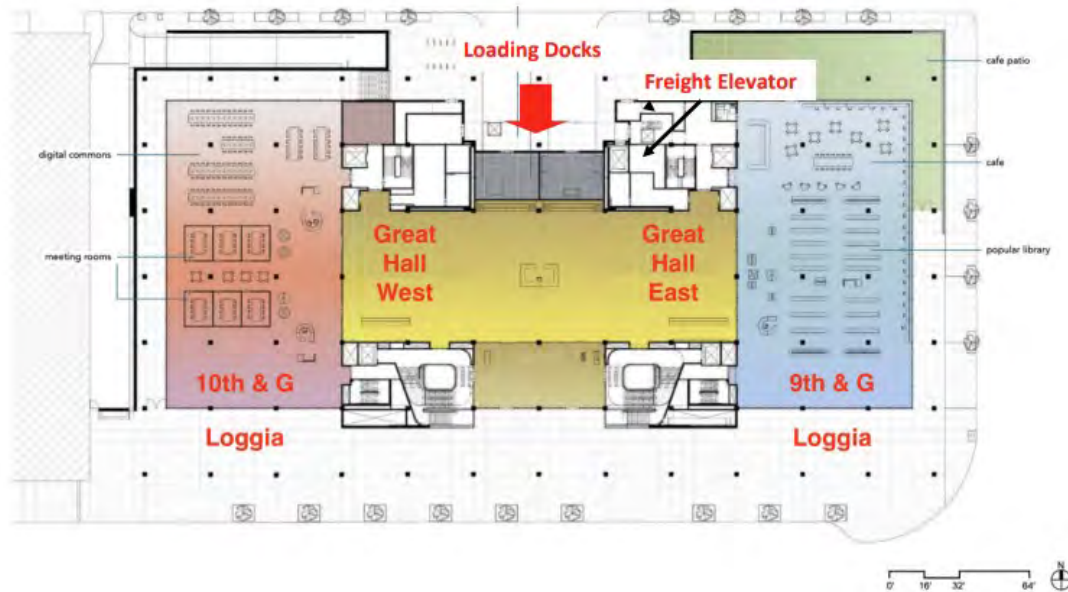 Loading Docks
Freight Elevator
cafe patio
digital commons
cafe
Great
Hall
West
Great
Hall
East
meeting rooms
popular library
10th & G
9th & G
Loggia
Loggia
N
0' 16' 32' 64'